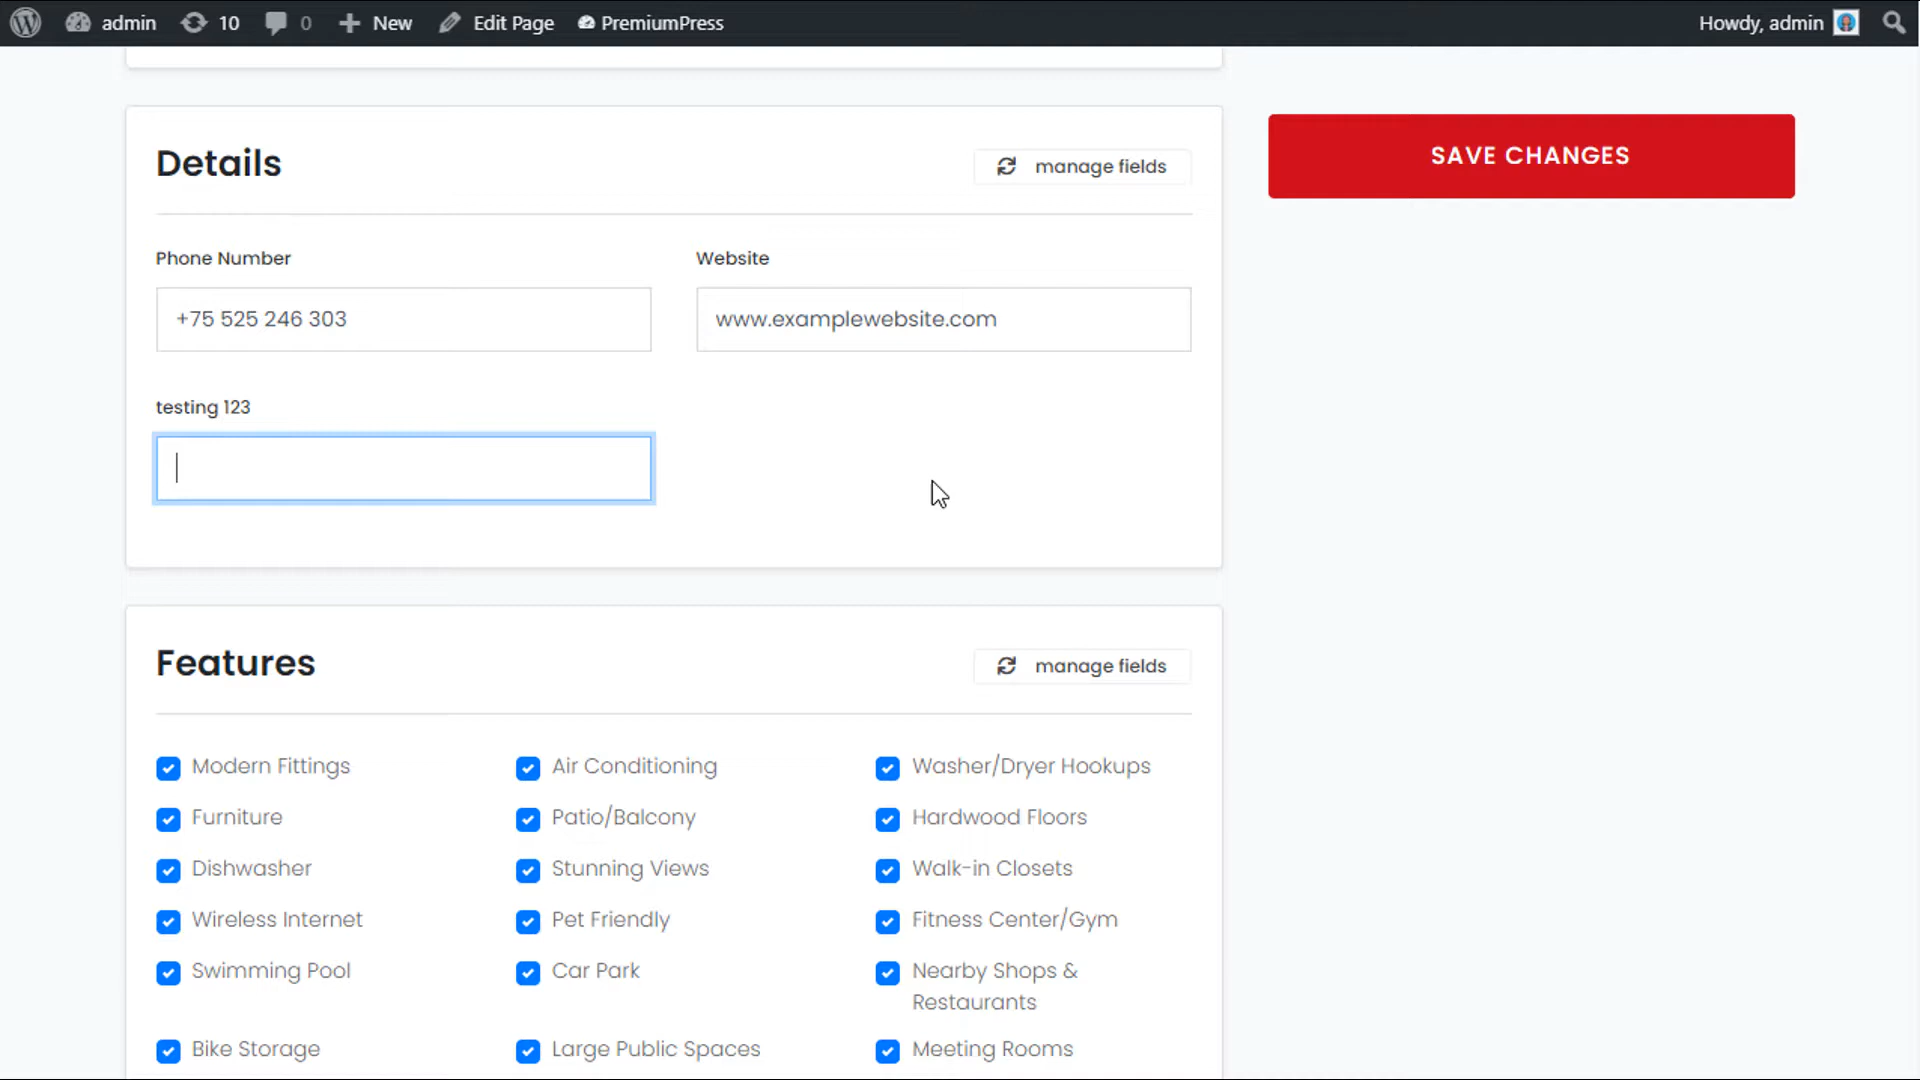 admin 10 0 New Edit Page PremiumPress Howdy, admin
Details
manage fields
SAVE CHANGES
Phone Number
Website
+75 525 246 303
www.examplewebsite.com
testing 123
Features
manage fields
Modern Fittings
Air Conditioning
Washer/Dryer Hookups
Furniture
Patio/Balcony
Hardwood Floors
Dishwasher
Stunning Views
Walk-in Closets
Wireless Internet
Pet Friendly
Fitness Center/Gym
Swimming Pool
Car Park
Nearby Shops &
Restaurants
Bike Storage
Large Public Spaces
Meeting Rooms